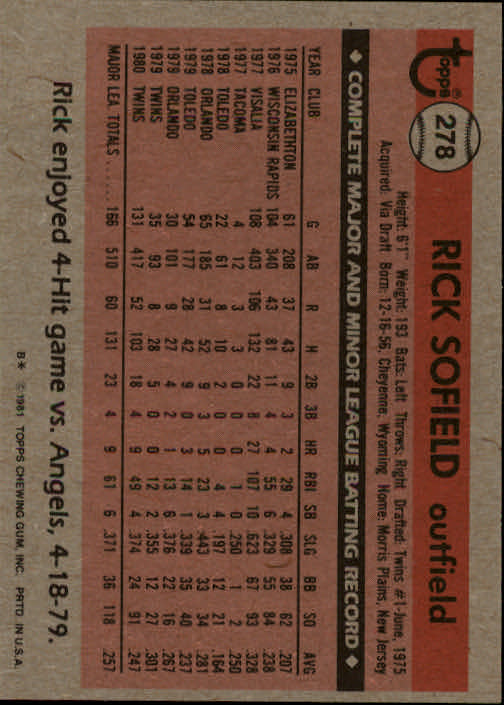 topps®
278
RICK SOFIELD outfield
Height: 6'1" Weight: 193 Bats: Left Throws: Right Drafted: Twins #1-June, 1975
Acquired: Via Draft Born: 12-16-56, Cheyenne, Wyoming Home: Morris Plains, New Jersey
◆ COMPLETE MAJOR AND MINOR LEAGUE BATTING RECORD ◆
YEAR CLUB G AB R H 2B 3B HR RBI SB SLG BB SO AVG
1975 ELIZABETHTON 61 208 37 43 9 3 2 29 4 .308 38 62 .207
1976 WISCONSIN RAPIDS 104 340 43 81 11 4 4 55 6 .329 55 84 .238
1977 VISALIA 108 403 106 132 22 8 27 107 10 .623 67 93 .328
1977 TACOMA 4 12 3 3 0 0 0 1 0 .250 1 2 .250
1978 TOLEDO 22 61 8 10 2 0 0 4 4 .197 12 21 .164
1978 ORLANDO 65 185 31 52 9 3 5 23 3 .443 33 34 .281
1979 TOLEDO 54 177 28 42 9 0 3 14 1 .339 35 40 .237
1979 ORLANDO 30 101 9 27 4 2 1 13 6 .376 22 16 .267
1979 TWINS 35 93 8 28 5 0 0 12 2 .355 12 27 .301
1980 TWINS 131 417 52 103 18 4 9 49 4 .374 24 91 .247
MAJOR LEA. TOTALS...... 166 510 60 131 23 4 9 61 6 .371 36 118 .257
Rick enjoyed 4-Hit game vs. Angels, 4-18-79.
B* © 1981 TOPPS CHEWING GUM, INC. PRTD. IN U.S.A.